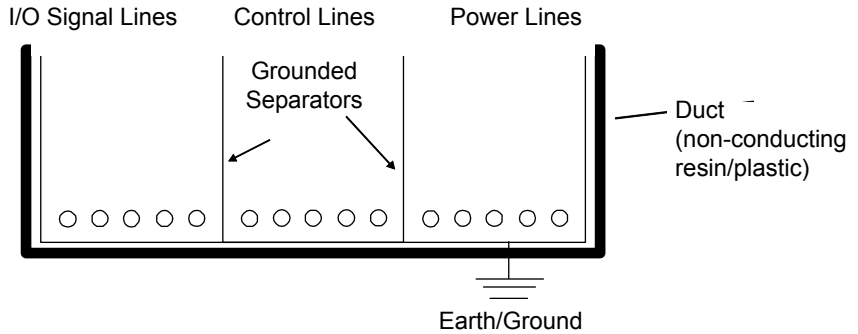 I/O Signal Lines
Control Lines
Power Lines
Grounded
Separators
Duct
(non-conducting
resin/plastic)
Earth/Ground